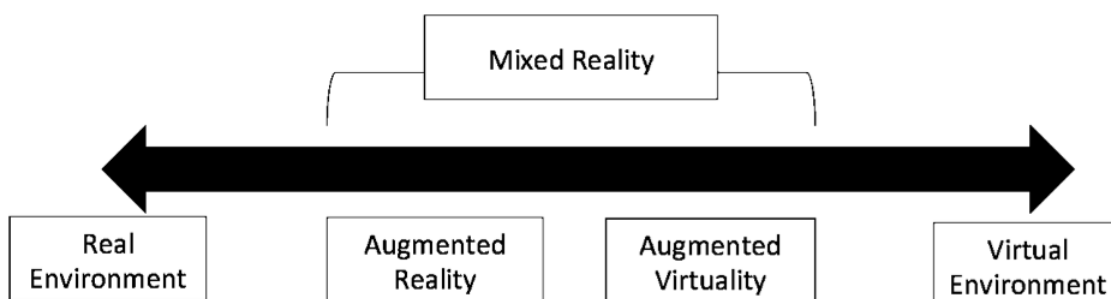 Mixed Reality
Real
Environment
Augmented
Reality
Augmented
Virtuality
Virtual
Environment